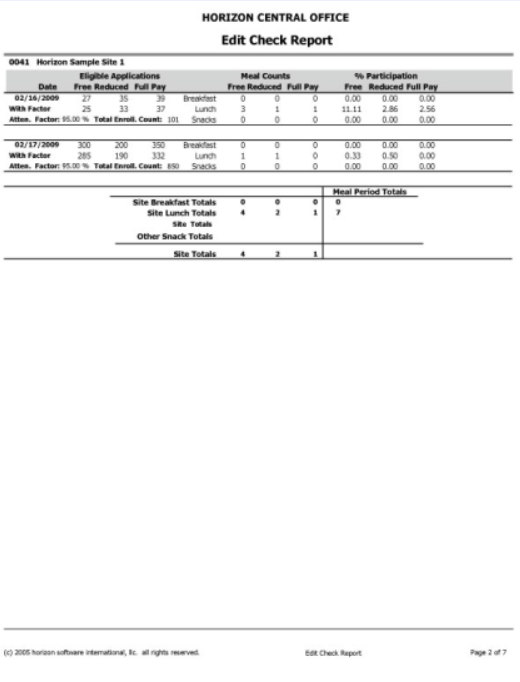 HORIZON CENTRAL OFFICE
Edit Check Report
0041 Horizon Sample Site 1
Eligible Applications Meal Counts % Participation
Date Free Reduced Full Pay Free Reduced Full Pay Free Reduced Full Pay
02/16/2009 27 35 39 Breakfast 0 0 0 0.00 0.00 0.00
With Factor 25 33 37 Lunch 3 1 1 11.11 2.86 2.56
Atten. Factor: 95.00 % Total Enroll. Count: 101 Snacks 0 0 0 0.00 0.00 0.00
02/17/2009 300 200 350 Breakfast 0 0 0 0.00 0.00 0.00
With Factor 285 190 332 Lunch 1 1 0 0.33 0.50 0.00
Atten. Factor: 95.00 % Total Enroll. Count: 850 Snacks 0 0 0 0.00 0.00 0.00
Meal Period Totals
Site Breakfast Totals 0 0 0 0
Site Lunch Totals 4 2 1 7
Site Totals
Other Snack Totals
Site Totals 4 2 1
(c) 2005 horizon software international, llc. all rights reserved. Edit Check Report Page 2 of 7